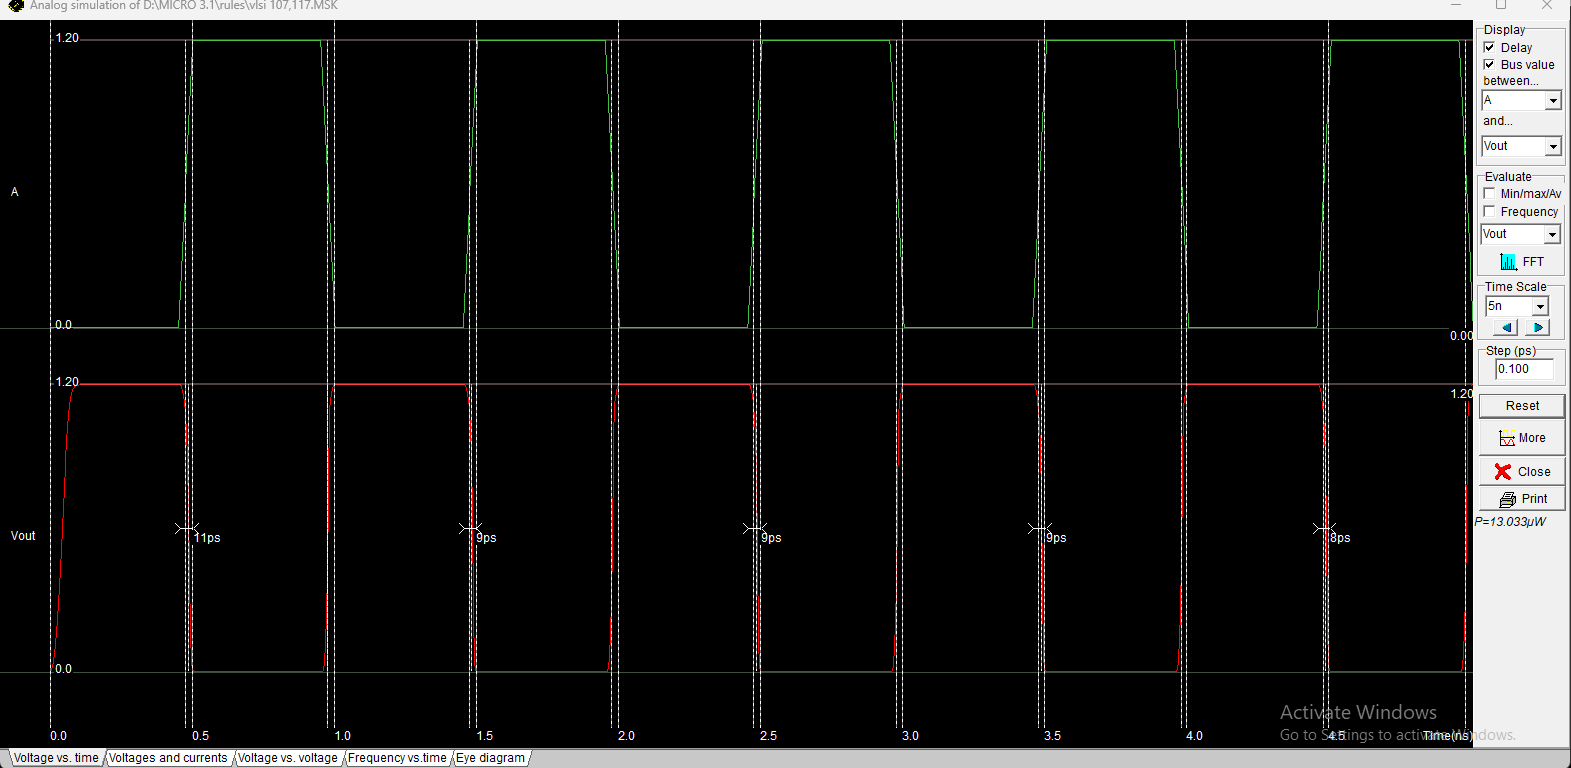 Analog simulation of D:\MICRO 3.1\rules\vlsi 107,117.MSK
1.20
A
0.0
0.00
1.20
1.20
Vout
11ps
9ps
9ps
9ps
8ps
0.0
0.0 0.5 1.0 1.5 2.0 2.5 3.0 3.5 4.0 4.5 Time(ns)
Display
Delay
Bus value
between...
A
and...
Vout
Evaluate
Min/max/Av
Frequency
Vout
FFT
Time Scale
5n
Step (ps)
0.100
Reset
More
Close
Print
P=13.033µW
Activate Windows
Go to Settings to activate Windows.
Voltage vs. time Voltages and currents Voltage vs. voltage Frequency vs.time Eye diagram